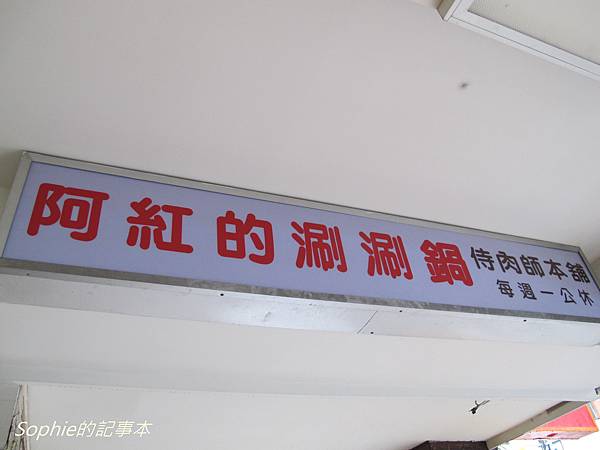 阿紅的涮涮鍋
侍肉師本舖
每週一公休
Sophie的記事本